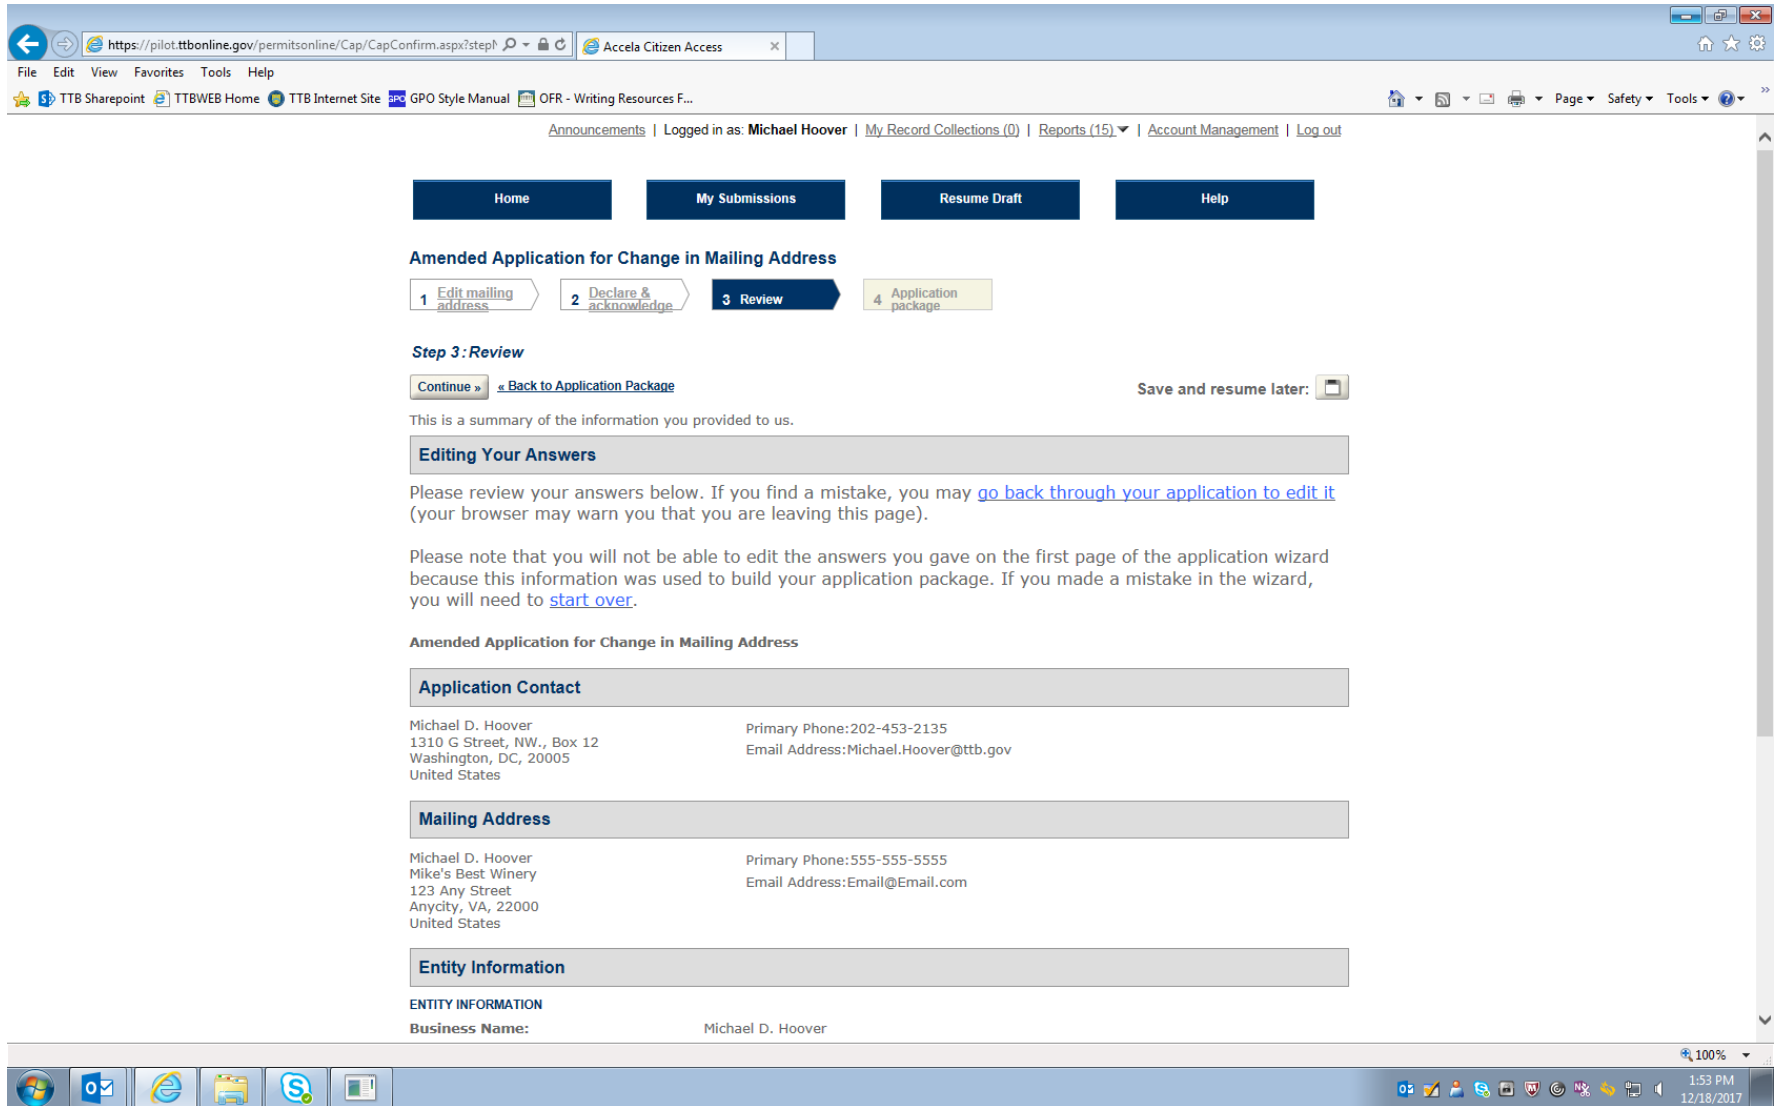 https://pilot.ttbonline.gov/permitsonline/Cap/CapConfirm.aspx?stepN
Accela Citizen Access
File Edit View Favorites Tools Help
TTB Sharepoint TTBWEB Home TTB Internet Site GPO GPO Style Manual OFR - Writing Resources F...
Page Safety Tools
Announcements | Logged in as: Michael Hoover | My Record Collections (0) | Reports (15) | Account Management | Log out
Home My Submissions Resume Draft Help
Amended Application for Change in Mailing Address
1 Edit mailing address 2 Declare & acknowledge 3 Review 4 Application package
Step 3: Review
Continue » « Back to Application Package Save and resume later:
This is a summary of the information you provided to us.
Editing Your Answers
Please review your answers below. If you find a mistake, you may go back through your application to edit it
(your browser may warn you that you are leaving this page).
Please note that you will not be able to edit the answers you gave on the first page of the application wizard
because this information was used to build your application package. If you made a mistake in the wizard,
you will need to start over.
Amended Application for Change in Mailing Address
Application Contact
Michael D. Hoover
1310 G Street, NW., Box 12
Washington, DC, 20005
United States
Primary Phone:202-453-2135
Email Address:Michael.Hoover@ttb.gov
Mailing Address
Michael D. Hoover
Mike's Best Winery
123 Any Street
Anycity, VA, 22000
United States
Primary Phone:555-555-5555
Email Address:Email@Email.com
Entity Information
ENTITY INFORMATION
Business Name: Michael D. Hoover
100%
1:53 PM
12/18/2017